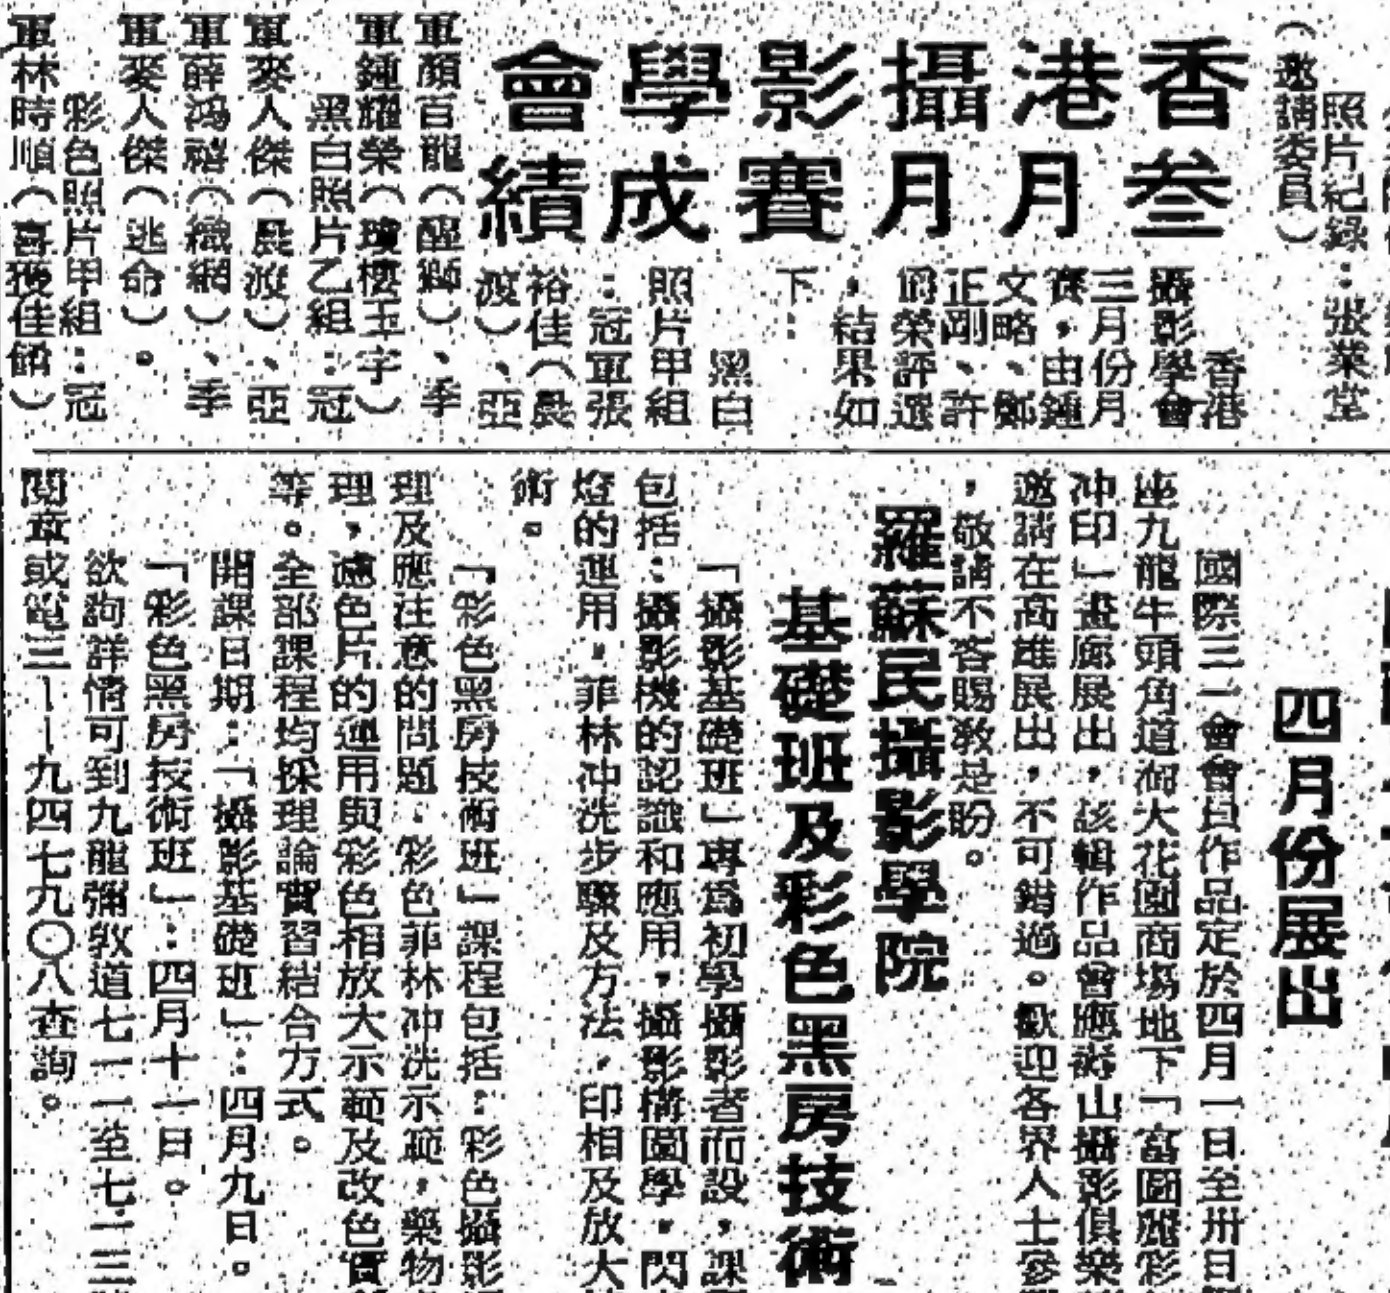 照片紀錄：張業堂
（邀請委員）
香港攝影學會
叁月月賽成績
香港
攝影學會
三月份月
賽，由鍾
文略、鄭
正剛、許
榮評選
，結果如
下：
黑白
照片甲組
：冠軍張
裕佳（晨
渡）、亞
軍顏百龍（醒獅）、季
軍鍾耀榮（瓊樓玉宇）
黑白照片乙組：冠
軍麥人傑（晨渡）、亞
軍薛鴻禧（織網）、季
軍麥人傑（逃命）。
彩色照片甲組：冠
軍林時順（喜獲佳餚）
四月份展出
國際三一會會員作品定於四月一日至卅日
座九龍牛頭角道大花園商場地下「富圖麗彩
冲印」畫廊展出，該輯作品會應壽山攝影俱樂
邀請在高雄展出，不可錯過。歡迎各界人士參
，敬請不吝賜教是盼。
羅蘇民攝影學院
基礎班及彩色黑房技術
「攝影基礎班」專爲初學攝影者而設，課
包括：攝影機的認識和應用，攝影構圖學，閃
燈的運用，菲林冲洗步驟及方法，印相及放大
術。
「彩色黑房技術班」課程包括：彩色攝影
理及應注意的問題，彩色菲林冲洗示範，藥物
理，濾色片的運用與彩色相放大示範及改色實
等。全部課程均採理論實習結合方式。
開課日期：「攝影基礎班」：四月九日。
「彩色黑房技術班」：四月十一日。
欲詢詳情可到九龍彌敦道七一一至七一三
閣章或電三——九四七九〇八查詢。